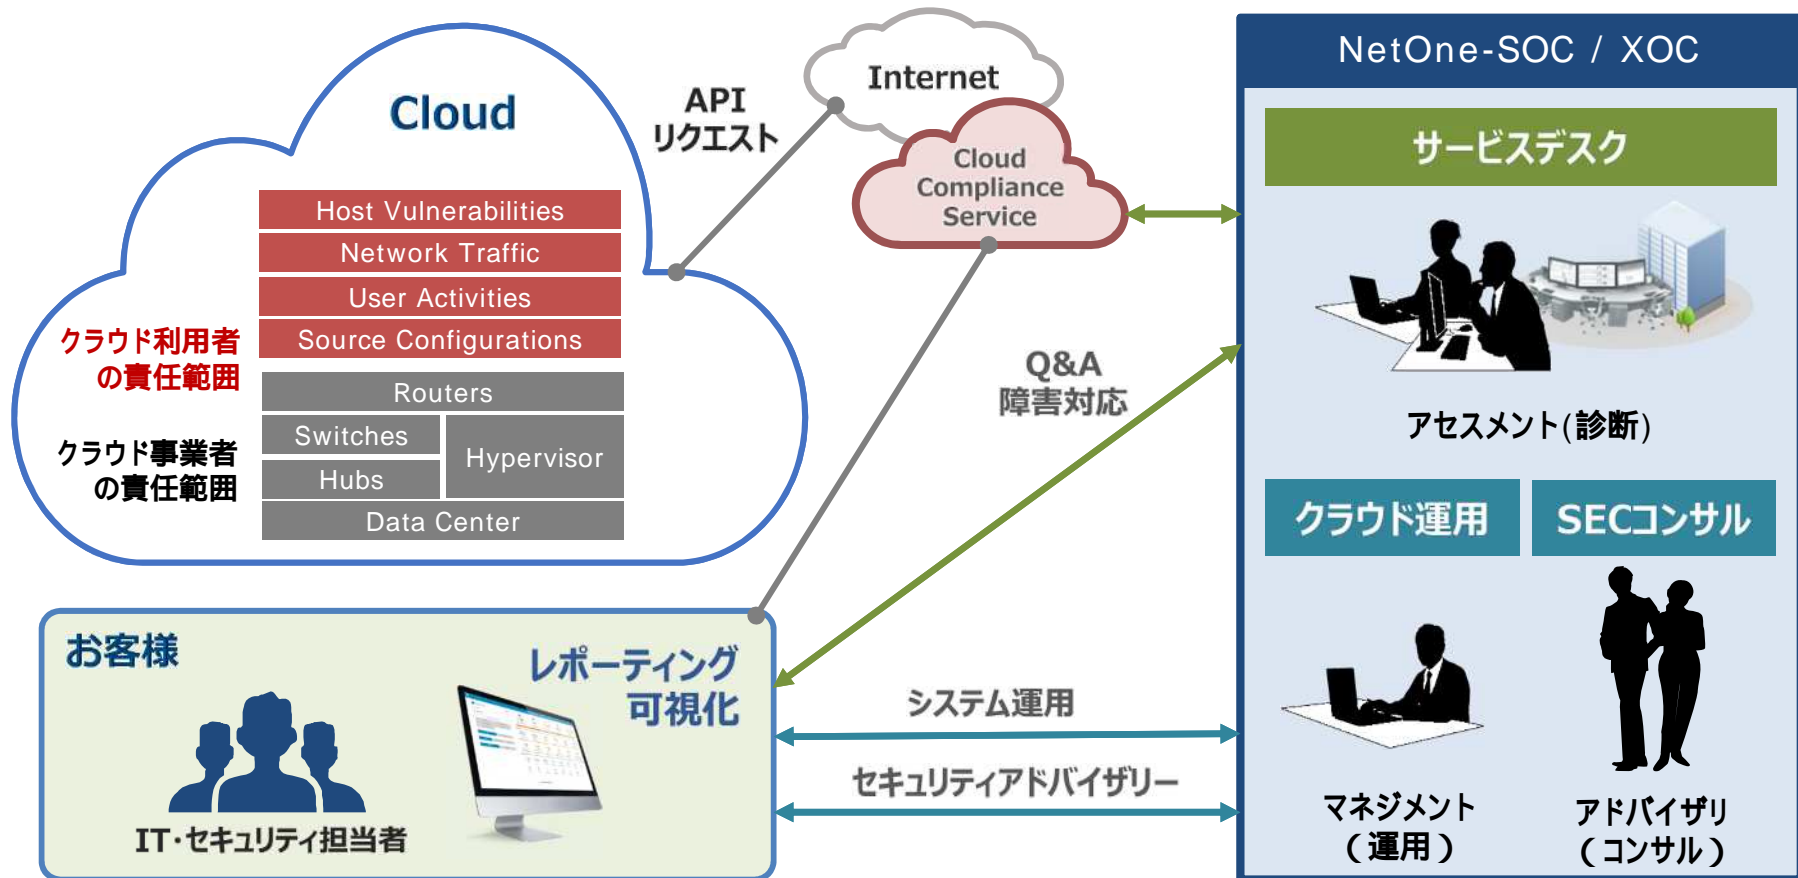 Cloud
Host Vulnerabilities
Network Traffic
User Activities
Source Configurations
クラウド利用者
の責任範囲
Routers
Switches
Hypervisor
Hubs
Data Center
クラウド事業者
の責任範囲
API
リクエスト
Internet
Cloud
Compliance
Service
Q&A
障害対応
お客様
レポーティング
可視化
IT・セキュリティ担当者
システム運用
セキュリティアドバイザリー
NetOne-SOC / XOC
サービスデスク
アセスメント(診断)
クラウド運用
SECコンサル
マネジメント
(運用)
アドバイザリ
(コンサル)